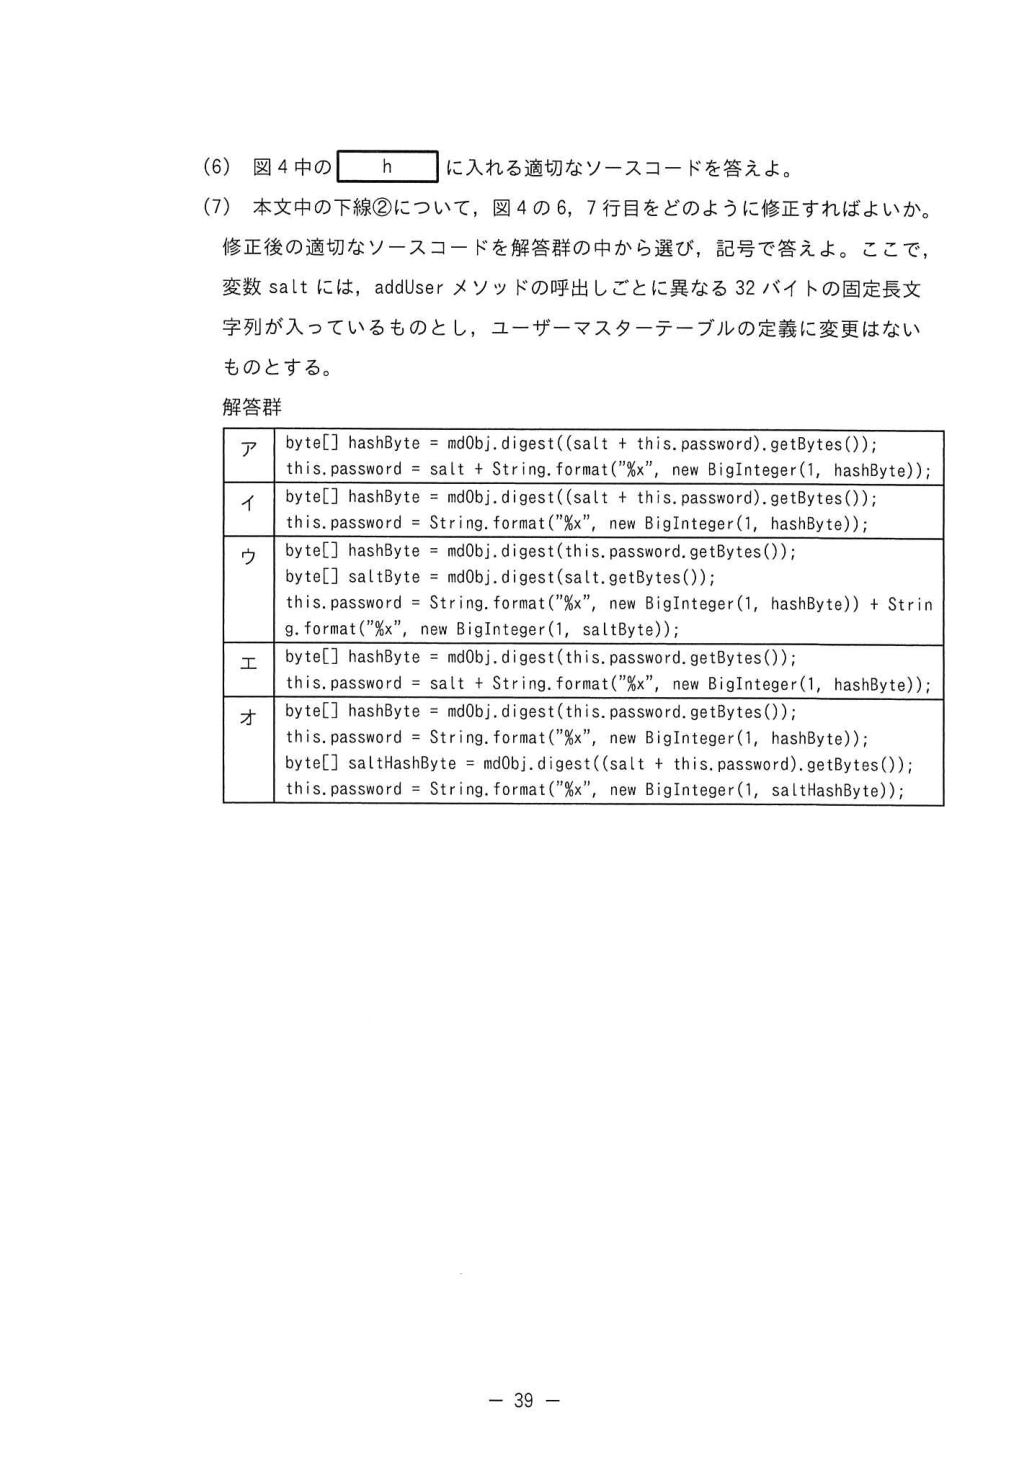 (6) 図4中の h に入れる適切なソースコードを答えよ。
(7) 本文中の下線②について，図4の6，7行目をどのように修正すればよいか。
修正後の適切なソースコードを解答群の中から選び，記号で答えよ。ここで，
変数 salt には，addUser メソッドの呼出しごとに異なる 32 バイトの固定長文
字列が入っているものとし，ユーザーマスターテーブルの定義に変更はない
ものとする。
解答群
ア
byte[] hashByte = mdObj.digest((salt + this.password).getBytes());
this.password = salt + String.format("%x", new BigInteger(1, hashByte));
イ
byte[] hashByte = mdObj.digest((salt + this.password).getBytes());
this.password = String.format("%x", new BigInteger(1, hashByte));
ウ
byte[] hashByte = mdObj.digest(this.password.getBytes());
byte[] saltByte = mdObj.digest(salt.getBytes());
this.password = String.format("%x", new BigInteger(1, hashByte)) + Strin
g.format("%x", new BigInteger(1, saltByte));
エ
byte[] hashByte = mdObj.digest(this.password.getBytes());
this.password = salt + String.format("%x", new BigInteger(1, hashByte));
オ
byte[] hashByte = mdObj.digest(this.password.getBytes());
this.password = String.format("%x", new BigInteger(1, hashByte));
byte[] saltHashByte = mdObj.digest((salt + this.password).getBytes());
this.password = String.format("%x", new BigInteger(1, saltHashByte));
— 39 —